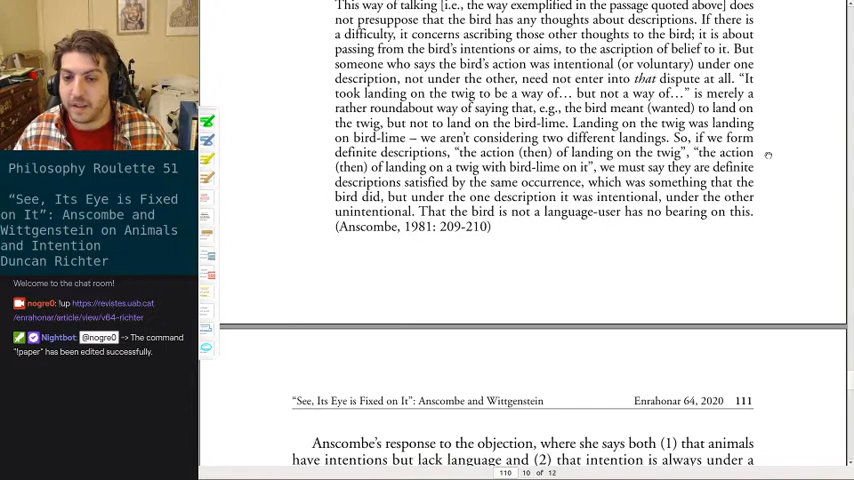 Philosophy Roulette 51
“See, Its Eye is Fixed
on It”: Anscombe and
Wittgenstein on Animals
and Intention
Duncan Richter
Welcome to the chat room!
nogre0: !up https://revistes.uab.cat
/enrahonar/article/view/v64-richter
Nightbot: @nogre0 -> The command
"!paper" has been edited successfully.
This way of talking [i.e., the way exemplified in the passage quoted above] does
not presuppose that the bird has any thoughts about descriptions. If there is
a difficulty, it concerns ascribing those other thoughts to the bird; it is about
passing from the bird’s intentions or aims, to the ascription of belief to it. But
someone who says the bird’s action was intentional (or voluntary) under one
description, not under the other, need not enter into that dispute at all. “It
took landing on the twig to be a way of… but not a way of…” is merely a
rather roundabout way of saying that, e.g., the bird meant (wanted) to land on
the twig, but not to land on the bird-lime. Landing on the twig was landing
on bird-lime – we aren’t considering two different landings. So, if we form
definite descriptions, “the action (then) of landing on the twig”, “the action
(then) of landing on a twig with bird-lime on it”, we must say they are definite
descriptions satisfied by the same occurrence, which was something that the
bird did, but under the one description it was intentional, under the other
unintentional. That the bird is not a language-user has no bearing on this.
(Anscombe, 1981: 209-210)
“See, Its Eye is Fixed on It”: Anscombe and Wittgenstein Enrahonar 64, 2020 111
Anscombe’s response to the objection, where she says both (1) that animals
have intentions but lack language and (2) that intention is always under a
110 10 of 12